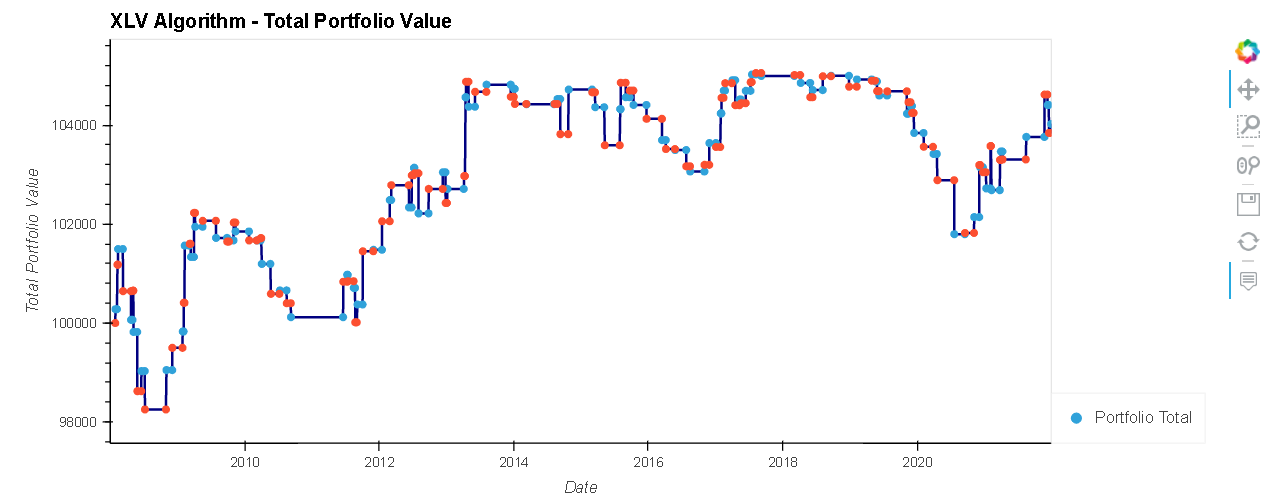 XLV Algorithm - Total Portfolio Value
Total Portfolio Value
104000
102000
100000
98000
2010
2012
2014
2016
2018
2020
Date
Portfolio Total